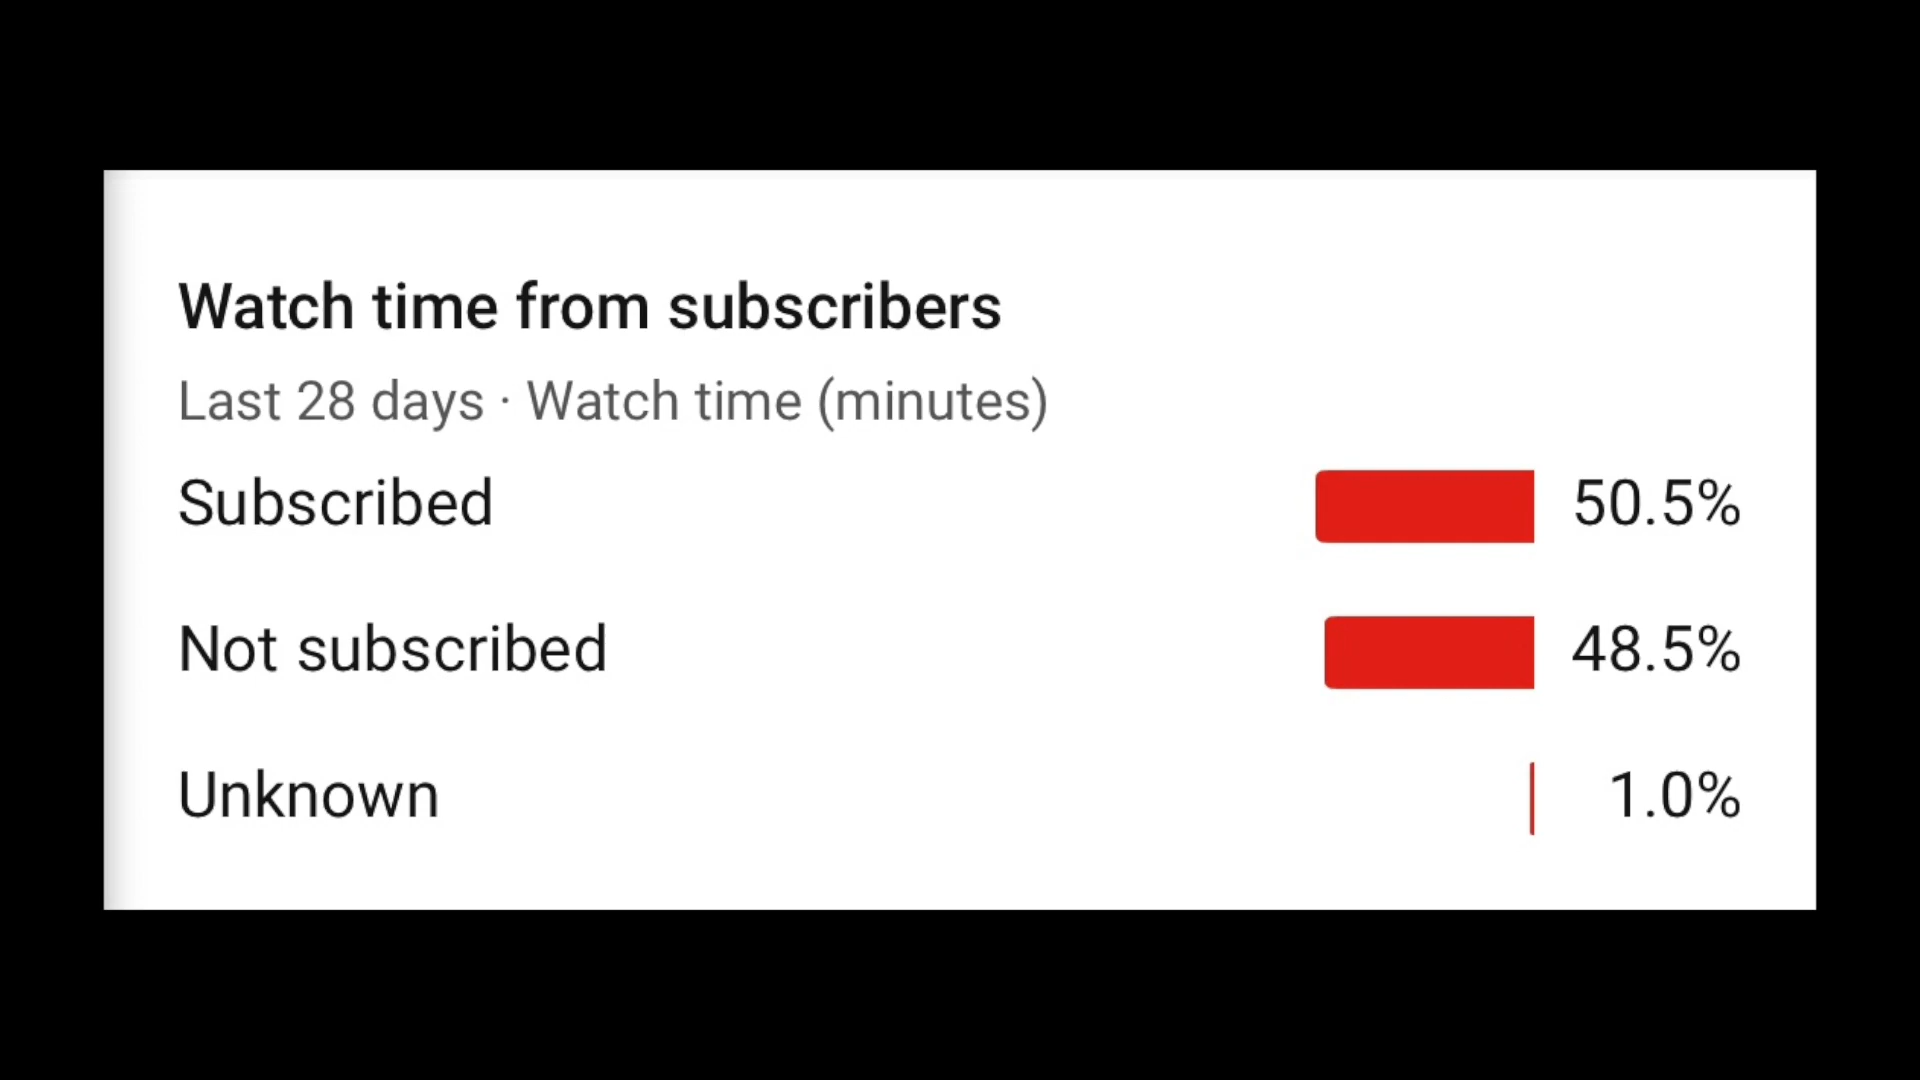 Watch time from subscribers
Last 28 days · Watch time (minutes)
Subscribed 50.5%
Not subscribed 48.5%
Unknown 1.0%